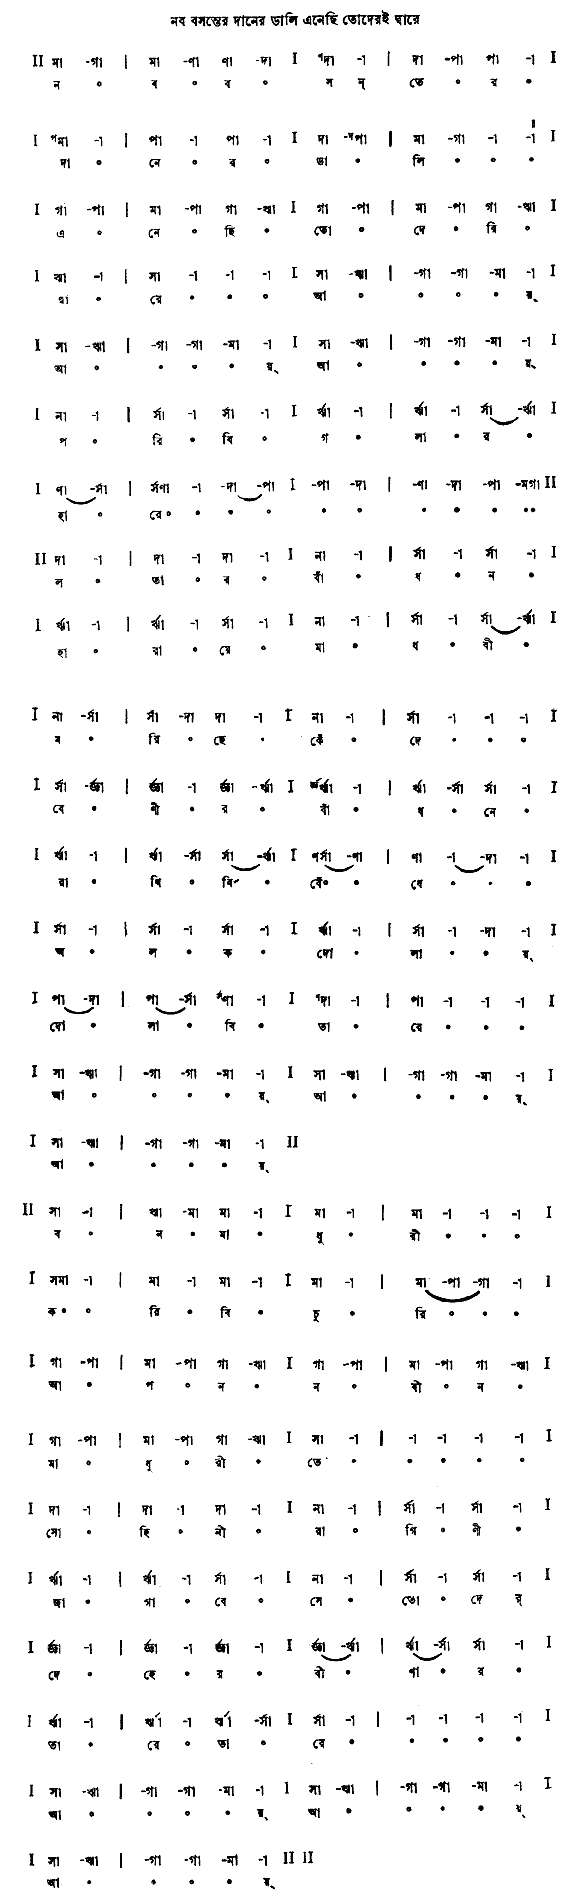 নব বসন্তের দানের ডালি এনেছি তোদেরই দ্বারে
II মা -গা | মা -ণা ণা -দা I ণদা -া | দা -পা পা -া I
ন ০ ব ০ ব ০ স ন্ তে ০ র ০
I পমা -া | পা -া পা -া I দা -ণপা | মা -গা -া -া I
দা ০ নে ০ র ০ ডা ০ লি ০ ০ ০
I গা -পা | মা -পা গা -ঋা I গা -পা | মা -পা গা -ঋা I
এ ০ নে ০ ছি ০ তো ০ দে ০ রি ০
I ঋা -া | সা -া -া -া I সা -ঋা | -গা -গা -মা -া I
দ্বা ০ রে ০ ০ ০ আ ০ ০ ০ ০ য়্
I সা -ঋা | -গা -গা -মা -া I সা -ঋা | -গা -গা -মা -া I
আ ০ ০ ০ ০ য়্ আ ০ ০ ০ ০ য়্
I না -া | র্সা -া র্সা -া I র্ঋা -া | র্ঋা -া র্সা -র্ঋা I
প ০ রি ০ বি ০ গ ০ লা ০ র ০
I ণা -র্সা | র্সণা -া -দা -পা I -পা -দা | -ণা -দা -পা -মগা II
হা ০ রে০ ০ ০ ০ ০ ০ ০ ০ ০ ০০
II দা -া | দা -া দা -া I না -া | র্সা -া র্সা -া I
ল ০ তা ০ র ০ বাঁ ০ ধ ০ ন ০
I র্ঋা -া | র্ঋা -া র্সা -া I না -া | র্সা -া র্সা -র্ঋা I
হা ০ রা ০ য়ে ০ মা ০ ধ ০ বী ০
I না -র্সা | র্সা -দা দা -া I না -া | র্সা -া -া -া I
ব ০ রি ০ ছে ০ কেঁ ০ দে ০ ০ ০
I র্সা -র্জ্ঞা | র্জ্ঞা -া র্জ্ঞা -র্ঋা I র্জ্ঞর্ঋা -া | র্ঋা -র্সা র্সা -া I
বে ০ ণী ০ র ০ বাঁ ০ ধ ০ নে ০
I র্ঋা -া | র্ঋা -র্সা র্সা -র্ঋা I ণর্সা -ণা | ণা -া -দা -া I
রা ০ খি ০ বি ০ বেঁ০ ০ ধে ০ ০ ০
I র্সা -া | র্সা -া র্সা -া I র্ঋা -া | র্সা -া -দা -া I
অ ০ ল ০ ক ০ দো ০ লা ০ ০ য়্
I পা -দা | পা -র্সা র্সণা -া I ণদা -া | পা -া -া -া I
দো ০ লা ০ বি ০ তা ০ রে ০ ০ ০
I সা -ঋা | -গা -গা -মা -া I সা -ঋা | -গা -গা -মা -া I
আ ০ ০ ০ ০ য়্ আ ০ ০ ০ ০ য়্
I সা -ঋা | -গা -গা -মা -া II
আ ০ ০ ০ ০ য়্
II সা -া | ঋা -মা মা -া I মা -া | মা -া -া -া I
ব ০ ন ০ মা ০ ধু ০ রী ০ ০ ০
I সমা -া | মা -া মা -া I মা -া | মা -পা -গা -া I
ক০ ০ রি ০ বি ০ চু ০ রি ০ ০ ০
I গা -পা | মা -পা গা -ঋা I গা -পা | মা -পা গা -ঋা I
আ ০ প ০ ন ০ ন ০ বী ০ ন ০
I গা -পা | মা -পা গা -ঋা I সা -া | -া -া -া -া I
মা ০ ধু ০ রী ০ তে ০ ০ ০ ০ ০
I দা -া | দা -া দা -া I না -া | র্সা -া র্সা -া I
সো ০ হি ০ নী ০ রা ০ গি ০ ণী ০
I র্ঋা -া | র্ঋা -া র্সা -া I না -া | র্সা -া র্সা -া I
জা ০ গা ০ বে ০ সে ০ তো ০ দে র্
I র্জ্ঞা -া | র্জ্ঞা -া র্জ্ঞা -া I র্জ্ঞা -র্ঋা | র্ঋা -র্সা র্সা -া I
দে ০ হে ০ র ০ বী ০ ণা ০ র ০
I র্ঋা -া | র্ঋা -া র্ঋা -র্সা I র্সা -া | -া -া -া -া I
তা ০ রে ০ তা ০ রে ০ ০ ০ ০ ০
I সা -ঋা | -গা -গা -মা -া I সা -ঋা | -গা -গা -মা -া I
আ ০ ০ ০ ০ য়্ আ ০ ০ ০ ০ য়্
I সা -ঋা | -গা -গা -মা -া II II
আ ০ ০ ০ ০ য়্